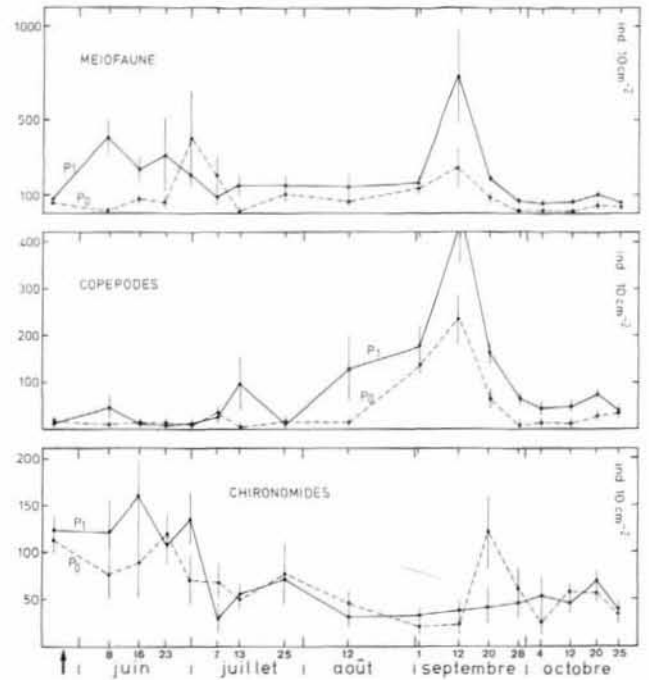 1000
MEIOFAUNE
ind 10cm-2
500
P1
P0
100
400
COPEPODES
ind 10cm-2
300
200
P1
100
P0
200
CHIRONOMIDES
ind 10cm-2
150
P1
P0
100
50
8 16 23 7 13 25 12 1 12 20 28 4 12 20 25
juin juillet août septembre octobre